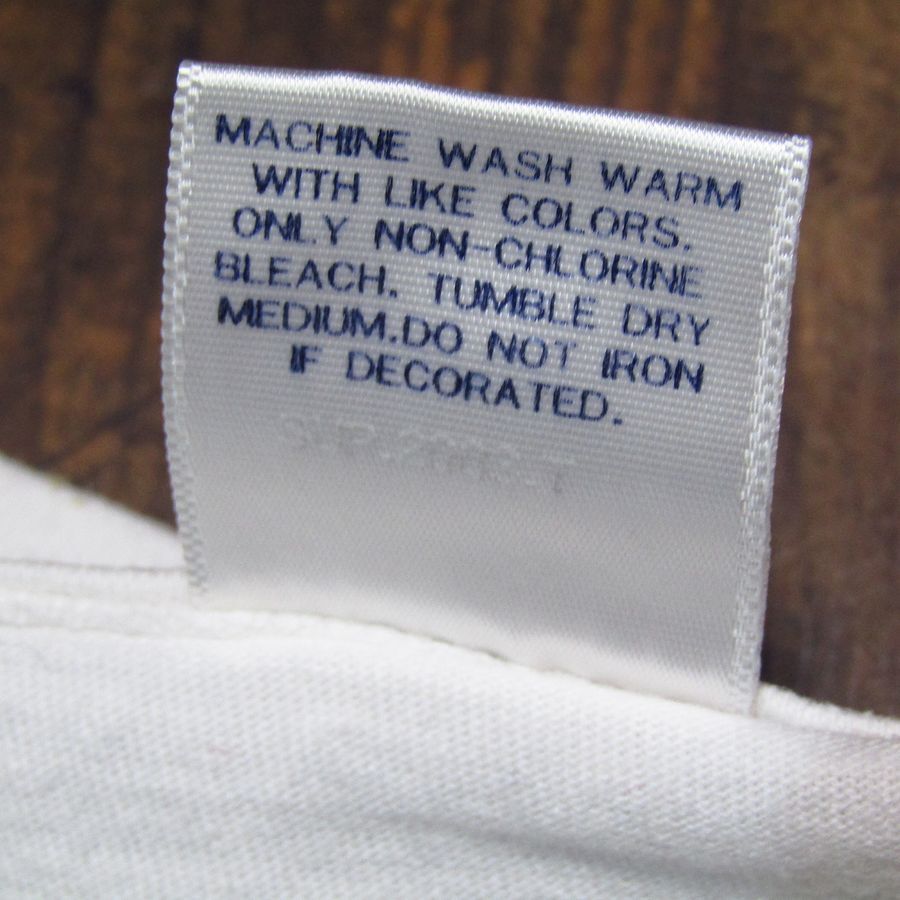 MACHINE WASH WARM
WITH LIKE COLORS.
ONLY NON-CHLORINE
BLEACH. TUMBLE DRY
MEDIUM.DO NOT IRON
IF DECORATED.